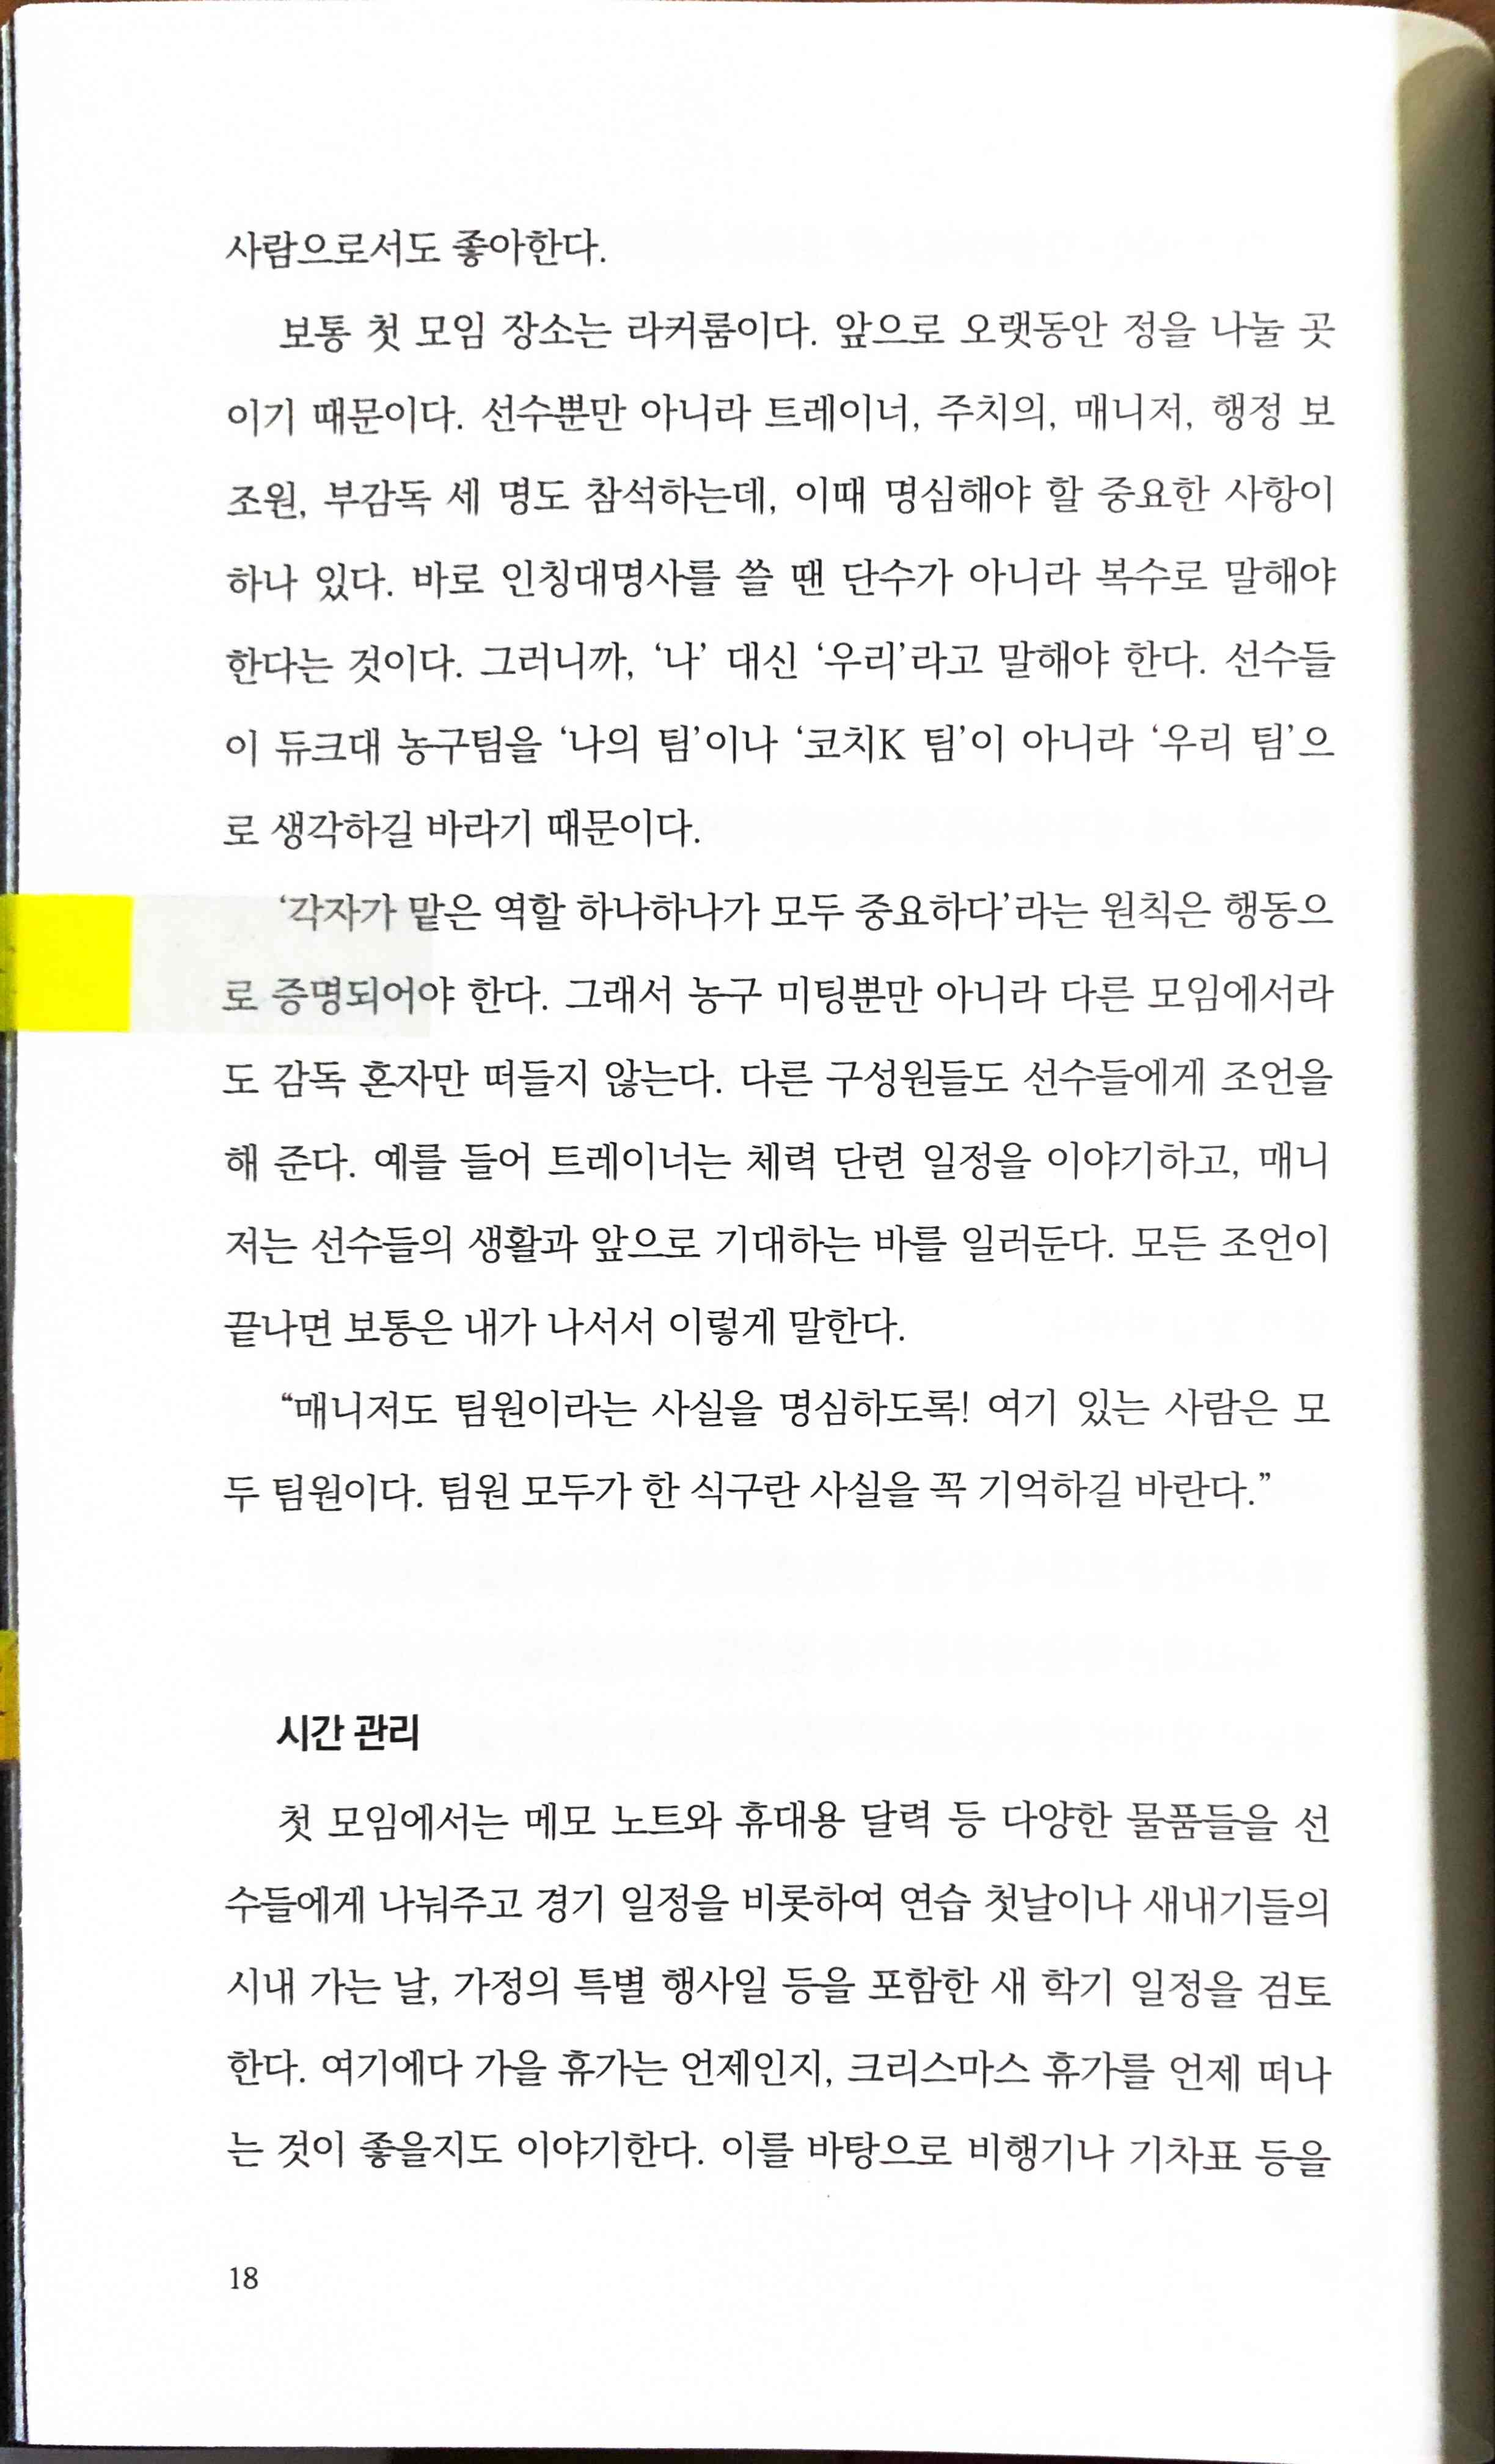 사람으로서도 좋아한다.
보통 첫 모임 장소는 라커룸이다. 앞으로 오랫동안 정을 나눌 곳
이기 때문이다. 선수뿐만 아니라 트레이너, 주치의, 매니저, 행정 보
조원, 부감독 세 명도 참석하는데, 이때 명심해야 할 중요한 사항이
하나 있다. 바로 인칭대명사를 쓸 땐 단수가 아니라 복수로 말해야
한다는 것이다. 그러니까, ‘나’ 대신 ‘우리’라고 말해야 한다. 선수들
이 듀크대 농구팀을 ‘나의 팀’이나 ‘코치K 팀’이 아니라 ‘우리 팀’으
로 생각하길 바라기 때문이다.
‘각자가 맡은 역할 하나하나가 모두 중요하다’라는 원칙은 행동으
로 증명되어야 한다. 그래서 농구 미팅뿐만 아니라 다른 모임에서라
도 감독 혼자만 떠들지 않는다. 다른 구성원들도 선수들에게 조언을
해 준다. 예를 들어 트레이너는 체력 단련 일정을 이야기하고, 매니
저는 선수들의 생활과 앞으로 기대하는 바를 일러둔다. 모든 조언이
끝나면 보통은 내가 나서서 이렇게 말한다.
“매니저도 팀원이라는 사실을 명심하도록! 여기 있는 사람은 모
두 팀원이다. 팀원 모두가 한 식구란 사실을 꼭 기억하길 바란다.”
시간 관리
첫 모임에서는 메모 노트와 휴대용 달력 등 다양한 물품들을 선
수들에게 나눠주고 경기 일정을 비롯하여 연습 첫날이나 새내기들의
시내 가는 날, 가정의 특별 행사일 등을 포함한 새 학기 일정을 검토
한다. 여기에다 가을 휴가는 언제인지, 크리스마스 휴가를 언제 떠나
는 것이 좋을지도 이야기한다. 이를 바탕으로 비행기나 기차표 등을
18